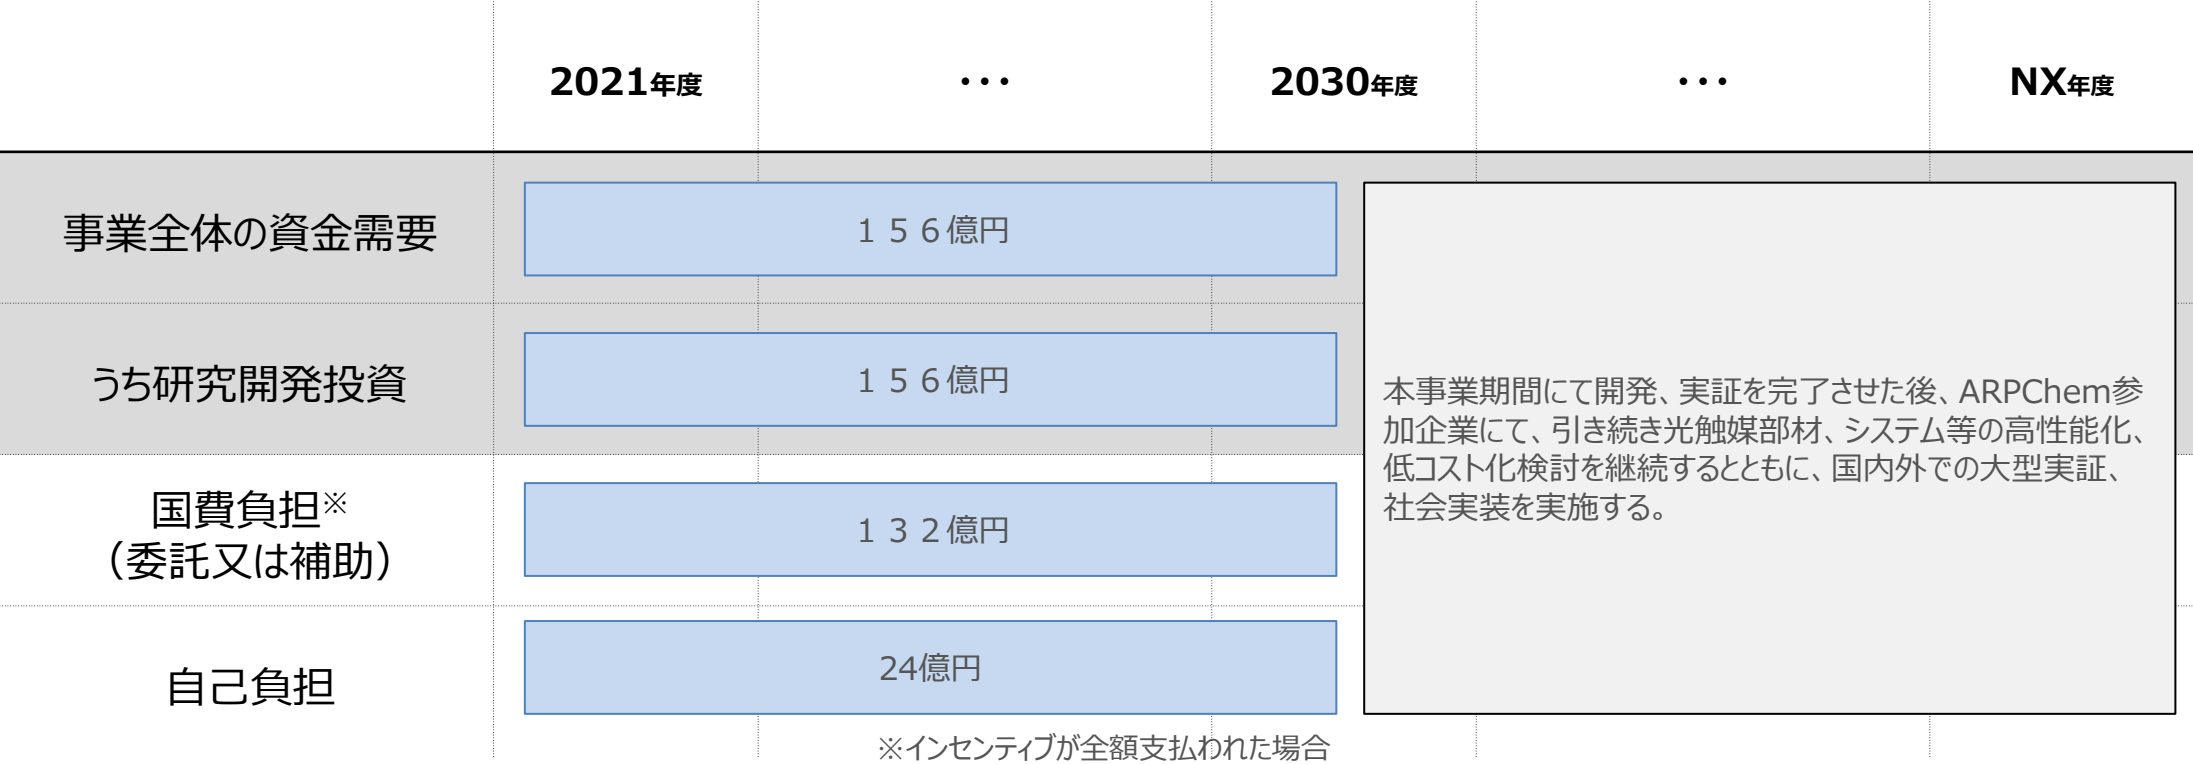 2021年度 ・・・ 2030年度 ・・・ NX年度
事業全体の資金需要
１５６億円
うち研究開発投資
１５６億円
国費負担※
（委託又は補助）
１３２億円
自己負担
24億円
本事業期間にて開発、実証を完了させた後、ARPChem参
加企業にて、引き続き光触媒部材、システム等の高性能化、
低コスト化検討を継続するとともに、国内外での大型実証、
社会実装を実施する。
※インセンティブが全額支払われた場合